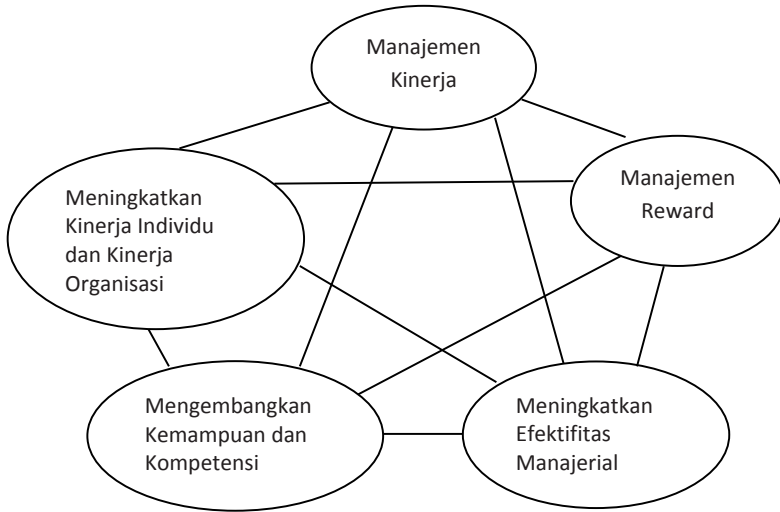 Manajemen
Kinerja
Manajemen
Reward
Meningkatkan
Kinerja Individu
dan Kinerja
Organisasi
Mengembangkan
Kemampuan dan
Kompetensi
Meningkatkan
Efektifitas
Manajerial